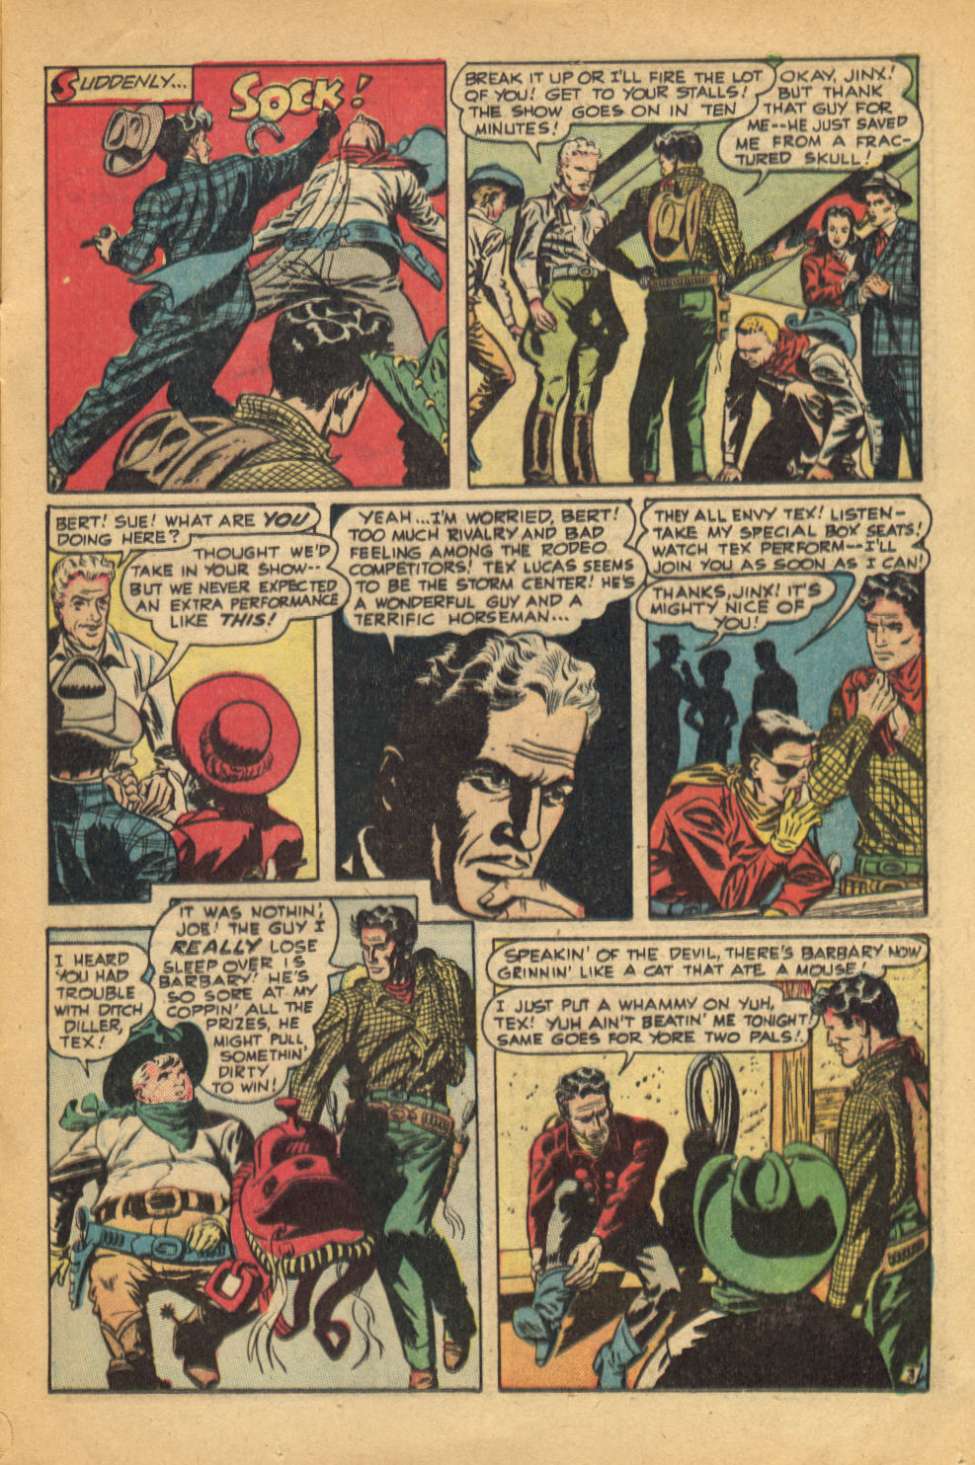 SUDDENLY...
SOCK!
BREAK IT UP OR I'LL FIRE THE LOT
OF YOU! GET TO YOUR STALLS!
THE SHOW GOES ON IN TEN
MINUTES!
OKAY, JINX!
BUT THANK
THAT GUY FOR
ME--HE JUST SAVED
ME FROM A FRAC-
TURED SKULL!
BERT! SUE! WHAT ARE YOU
DOING HERE?
THOUGHT WE'D
TAKE IN YOUR SHOW--
BUT WE NEVER EXPECTED
AN EXTRA PERFORMANCE
LIKE THIS!
YEAH...I'M WORRIED, BERT!
TOO MUCH RIVALRY AND BAD
FEELING AMONG THE RODEO
COMPETITORS! TEX LUCAS SEEMS
TO BE THE STORM CENTER! HE'S
A WONDERFUL GUY AND A
TERRIFIC HORSEMAN...
THEY ALL ENVY TEX! LISTEN-
TAKE MY SPECIAL BOX SEATS!
WATCH TEX PERFORM--I'LL
JOIN YOU AS SOON AS I CAN!
THANKS, JINX! IT'S
MIGHTY NICE OF
YOU!
I HEARD
YOU HAD
TROUBLE
WITH DITCH
DILLER,
TEX!
IT WAS NOTHIN',
JOE! THE GUY I
REALLY LOSE
SLEEP OVER IS
BARBARY! HE'S
SO SORE AT MY
COPPIN' ALL THE
PRIZES, HE
MIGHT PULL
SOMETHIN'
DIRTY
TO WIN!
SPEAKIN' OF THE DEVIL, THERE'S BARBARY NOW
GRINNIN' LIKE A CAT THAT ATE A MOUSE!
I JUST PUT A WHAMMY ON YUH,
TEX! YUH AIN'T BEATIN' ME TONIGHT!
SAME GOES FOR YORE TWO PALS!
3